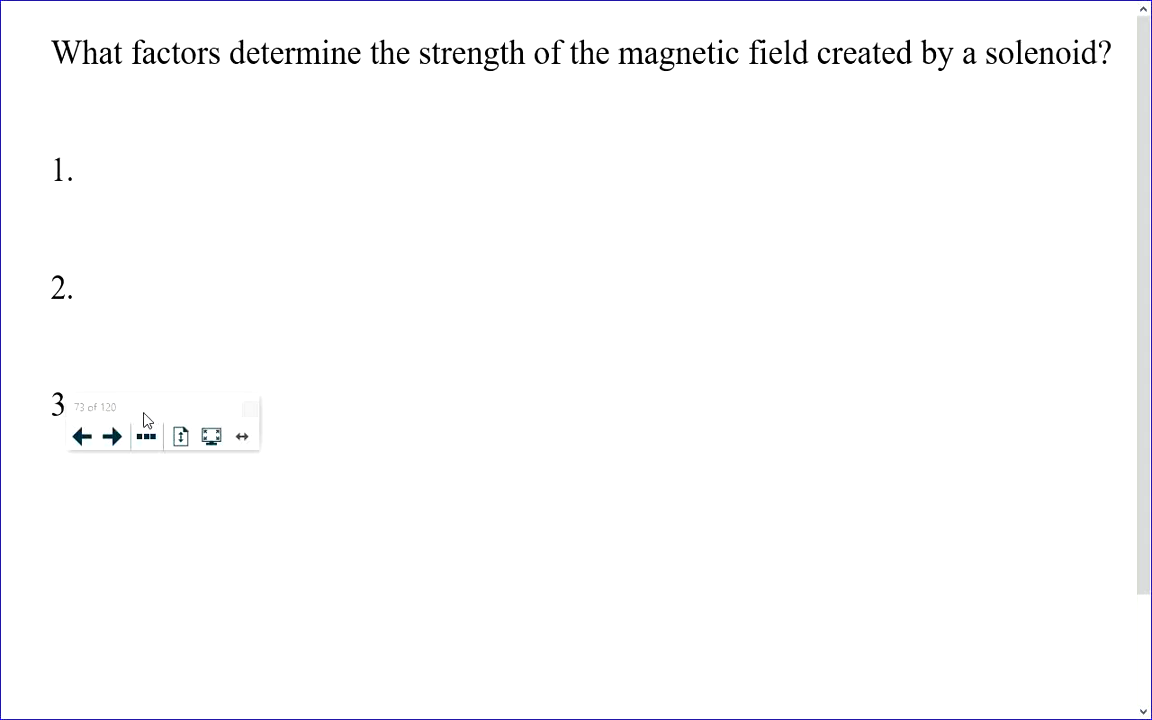 What factors determine the strength of the magnetic field created by a solenoid?
1.
2.
3
73 of 120